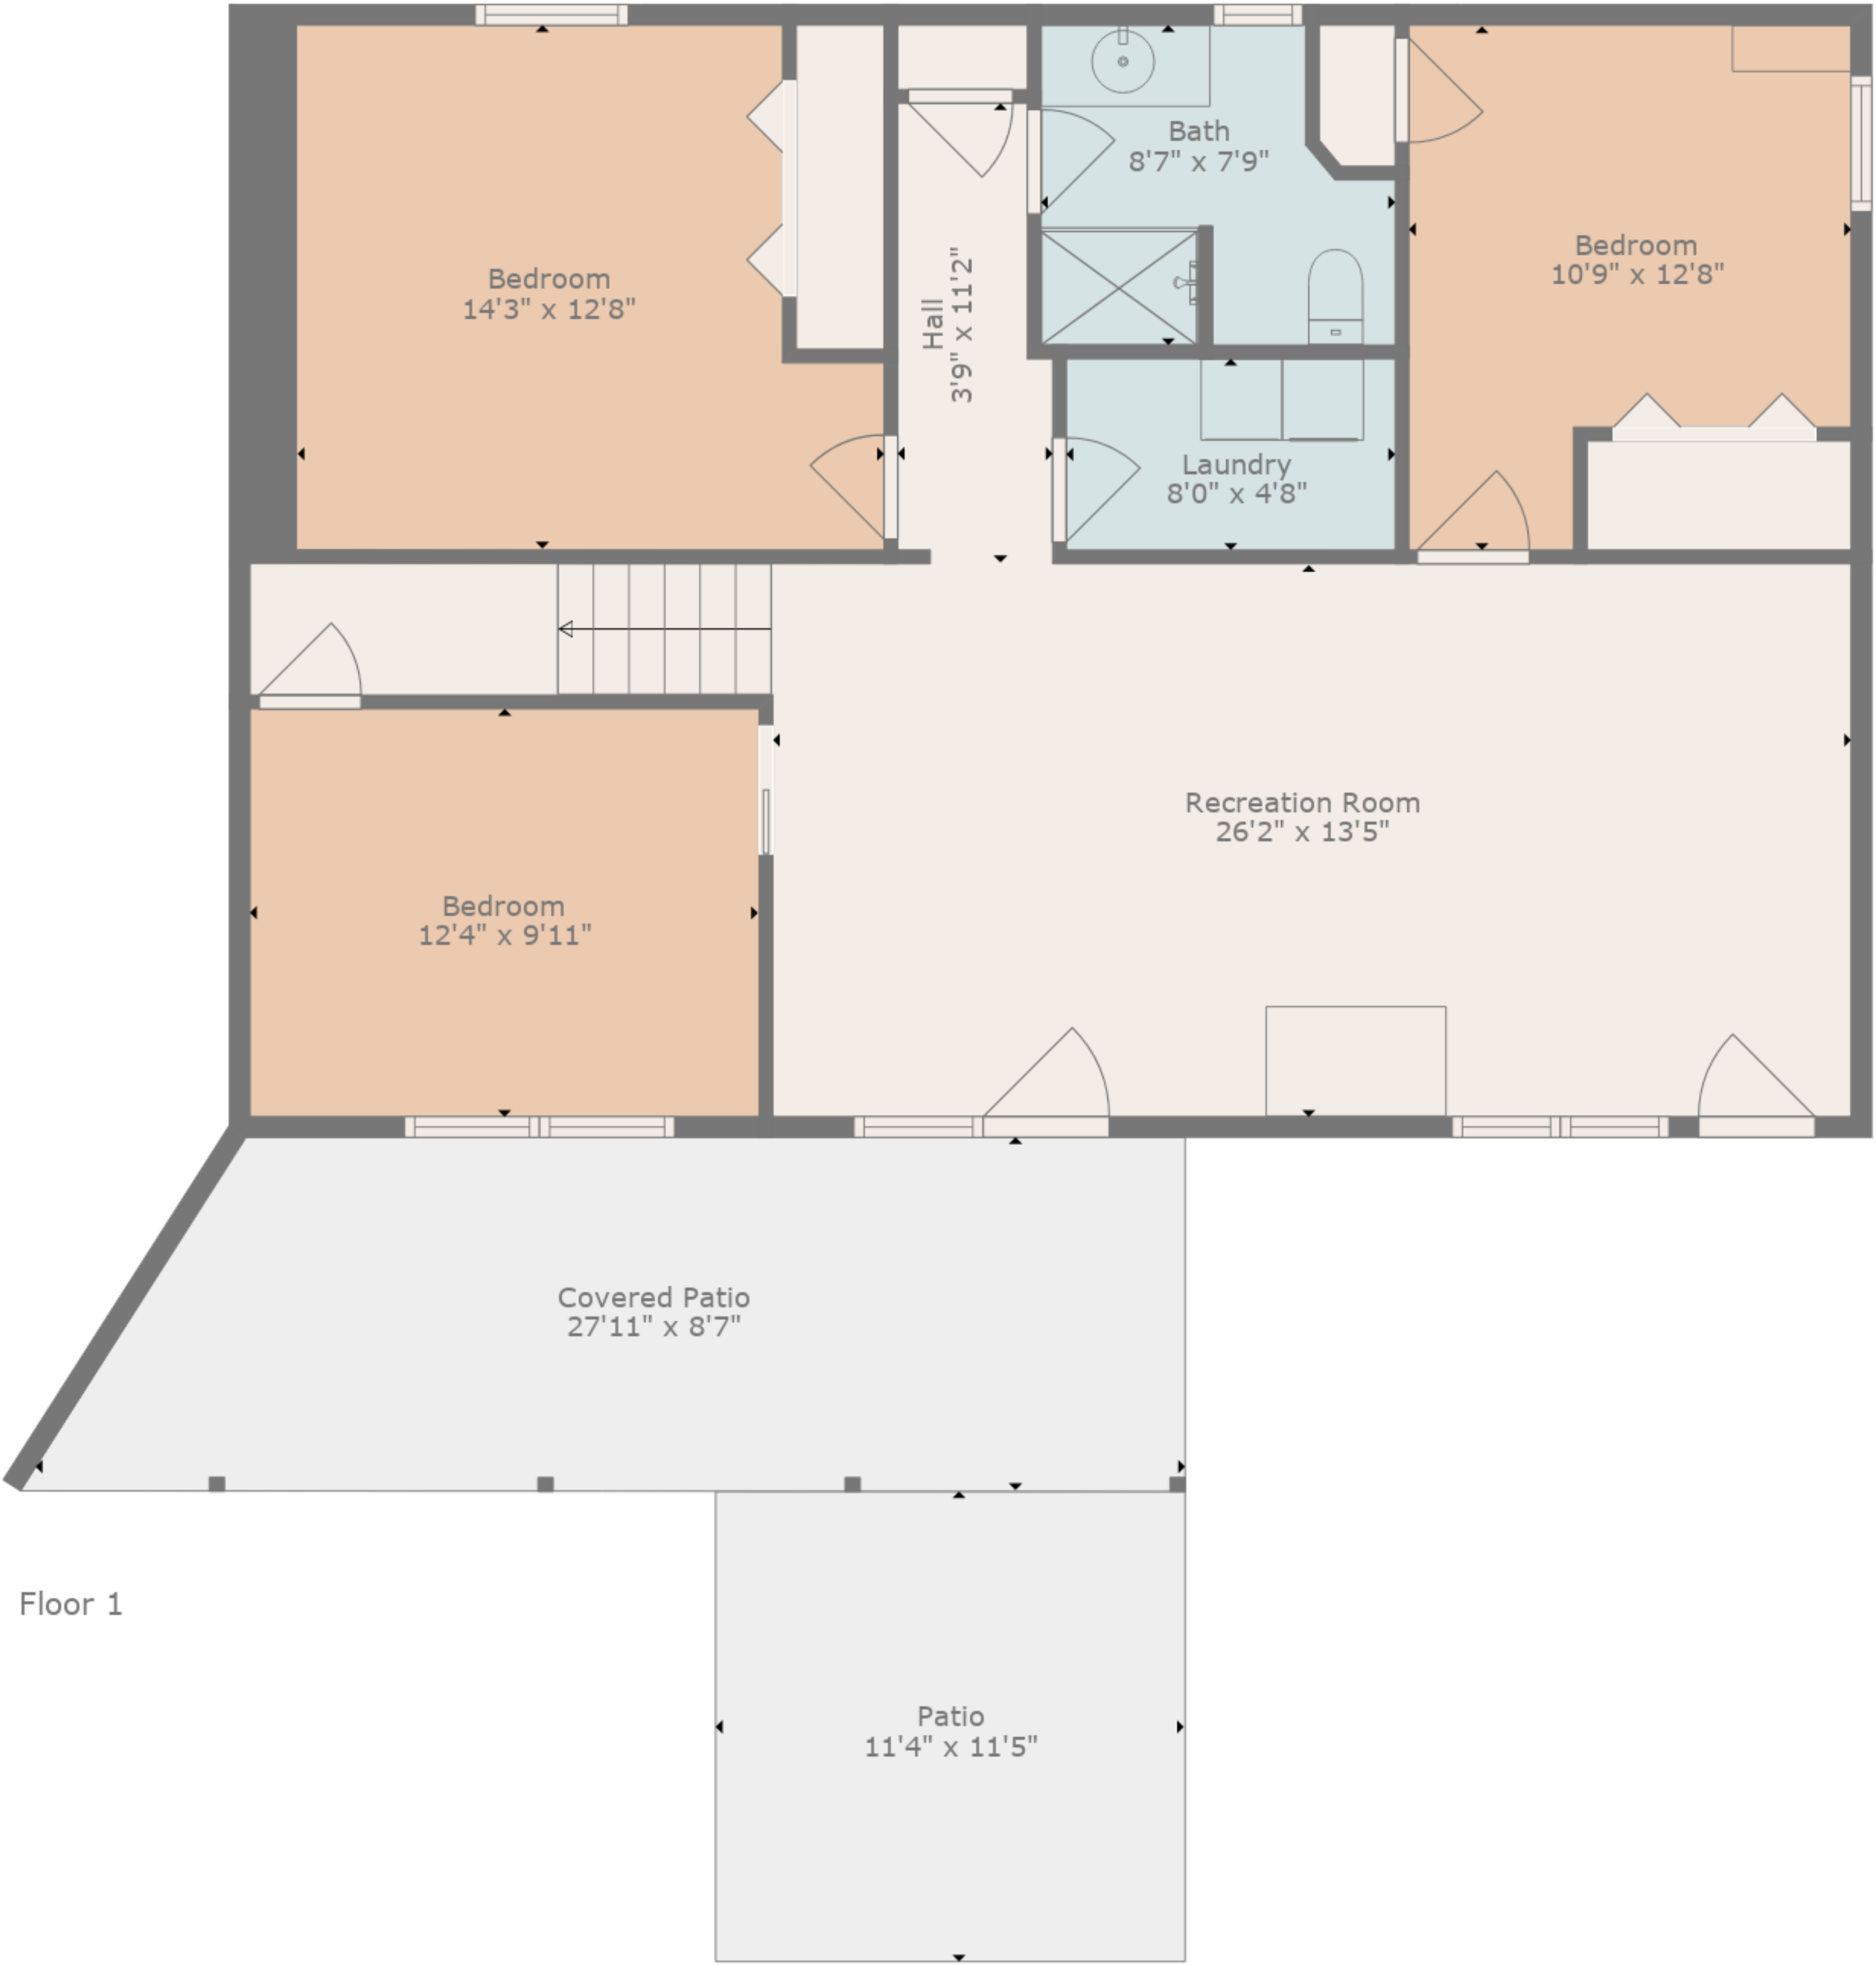 Bath
8'7" x 7'9"
Bedroom
10'9" x 12'8"
Bedroom
14'3" x 12'8"
Hall
3'9" x 11'2"
Laundry
8'0" x 4'8"
Recreation Room
26'2" x 13'5"
Bedroom
12'4" x 9'11"
Covered Patio
27'11" x 8'7"
Floor 1
Patio
11'4" x 11'5"